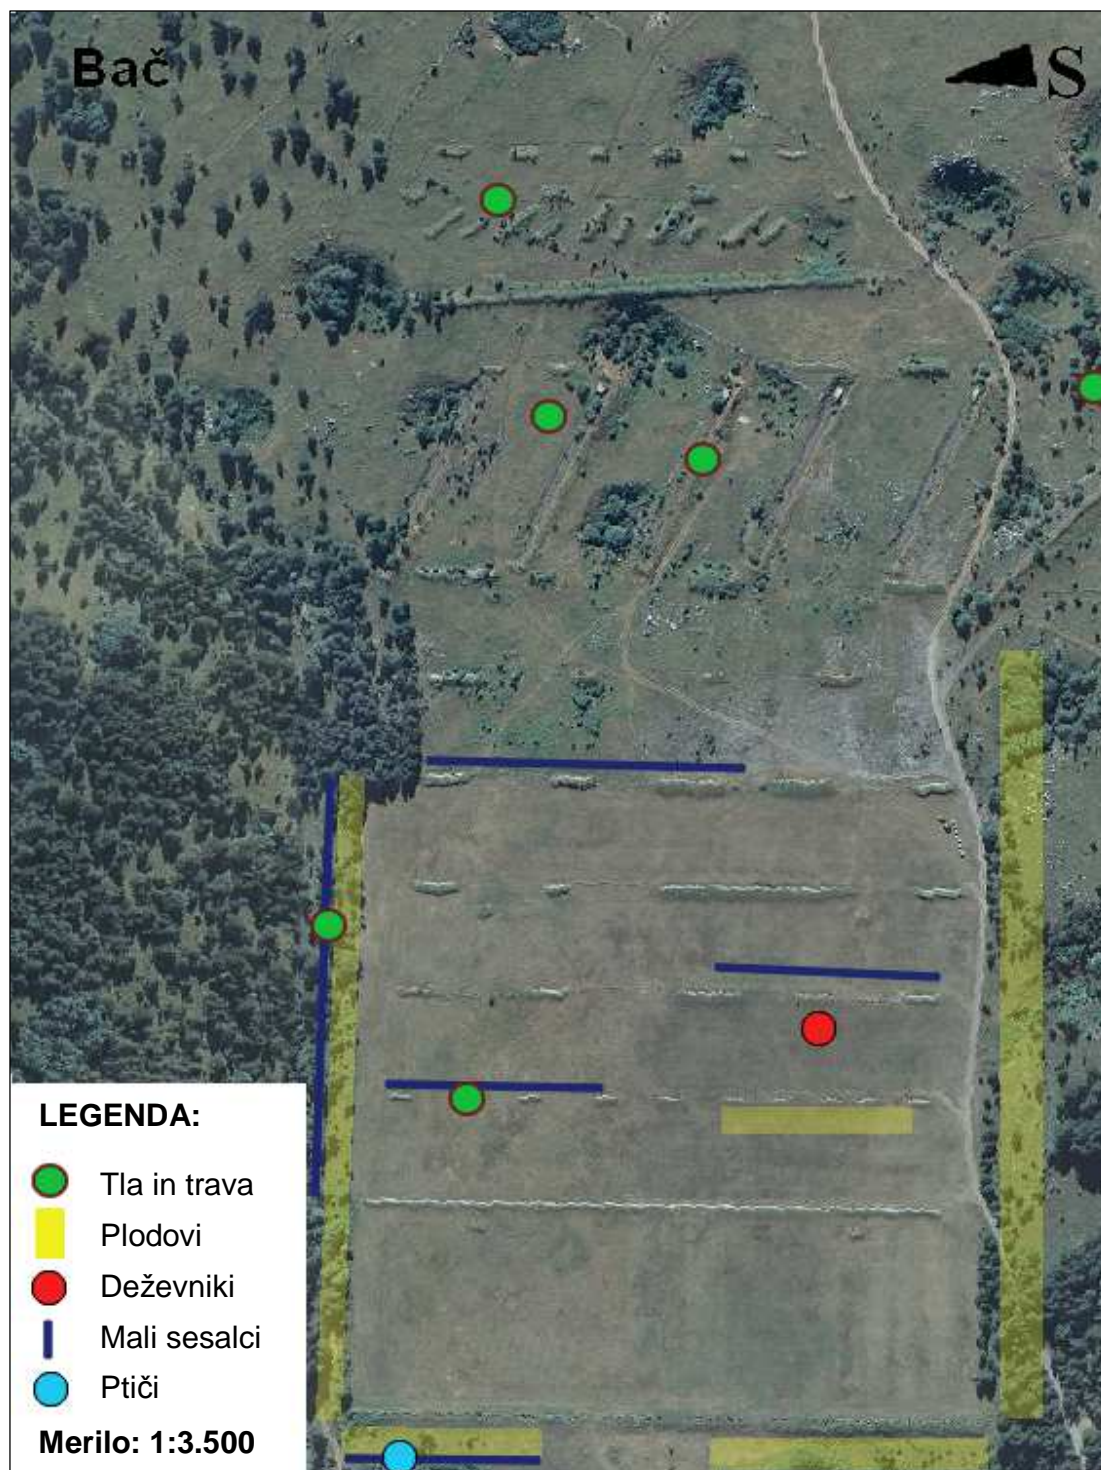 Bač
S
LEGENDA:
Tla in trava
Plodovi
Deževniki
Mali sesalci
Ptiči
Merilo: 1:3.500